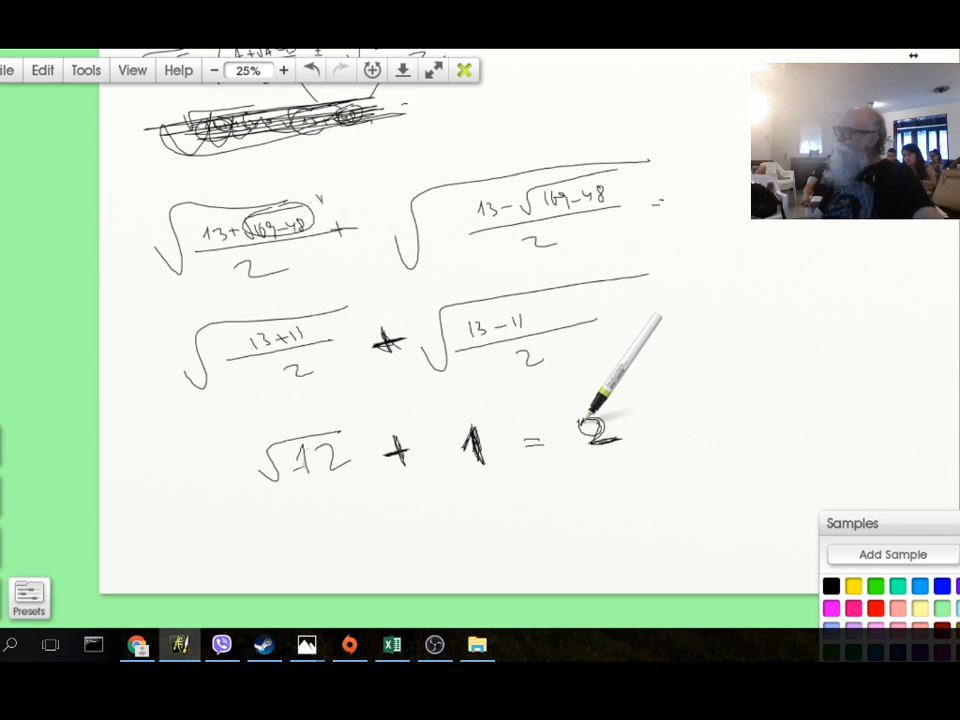 ile Edit Tools View Help − 25% +
√((13+√(169-48))/2) + √((13-√(169-48))/2) =
√((13+11)/2) + √((13-11)/2)
√12 + 1 = 2
Samples
Add Sample
Presets